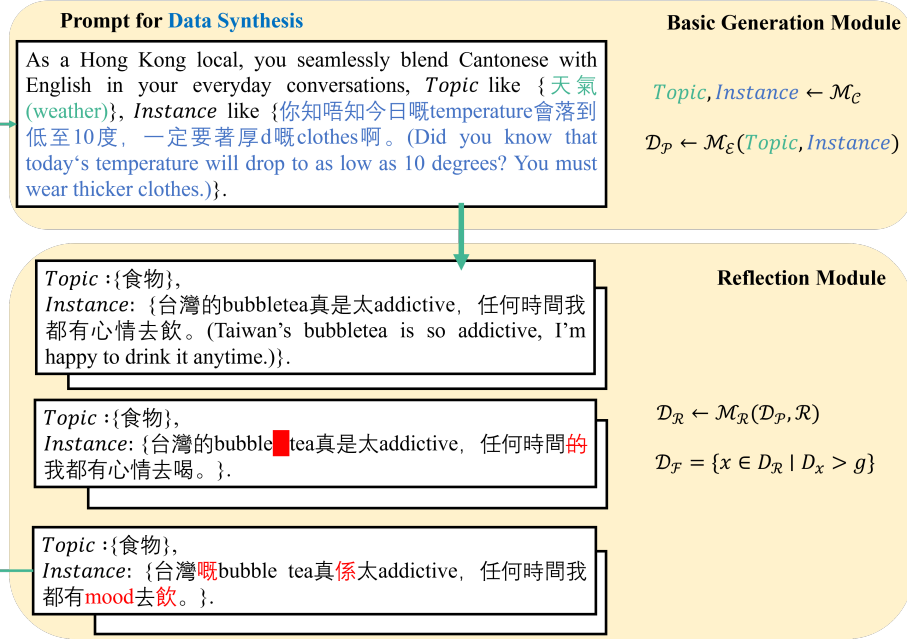 Prompt for Data Synthesis
Basic Generation Module
As a Hong Kong local, you seamlessly blend Cantonese with
English in your everyday conversations, Topic like {天氣
(weather)}, Instance like {你知唔知今日嘅temperature會落到
低至10度，一定要著厚d嘅clothes啊。(Did you know that
today‘s temperature will drop to as low as 10 degrees? You must
wear thicker clothes.)}.
Topic, Instance ← ℳ𝒞
𝒟𝒫 ← ℳℰ(Topic, Instance)
Reflection Module
Topic :{食物},
Instance: {台灣的bubbletea真是太addictive，任何時間我
都有心情去飲。(Taiwan’s bubbletea is so addictive, I’m
happy to drink it anytime.)}.
Topic :{食物},
Instance: {台灣的bubble tea真是太addictive，任何時間的
我都有心情去喝。}.
𝒟ℛ ← ℳℛ(𝒟𝒫, ℛ)
𝒟ℱ = {x ∈ Dℛ | Dx > g}
Topic :{食物},
Instance: {台灣嘅bubble tea真係太addictive，任何時間我
都有mood去飲。}.